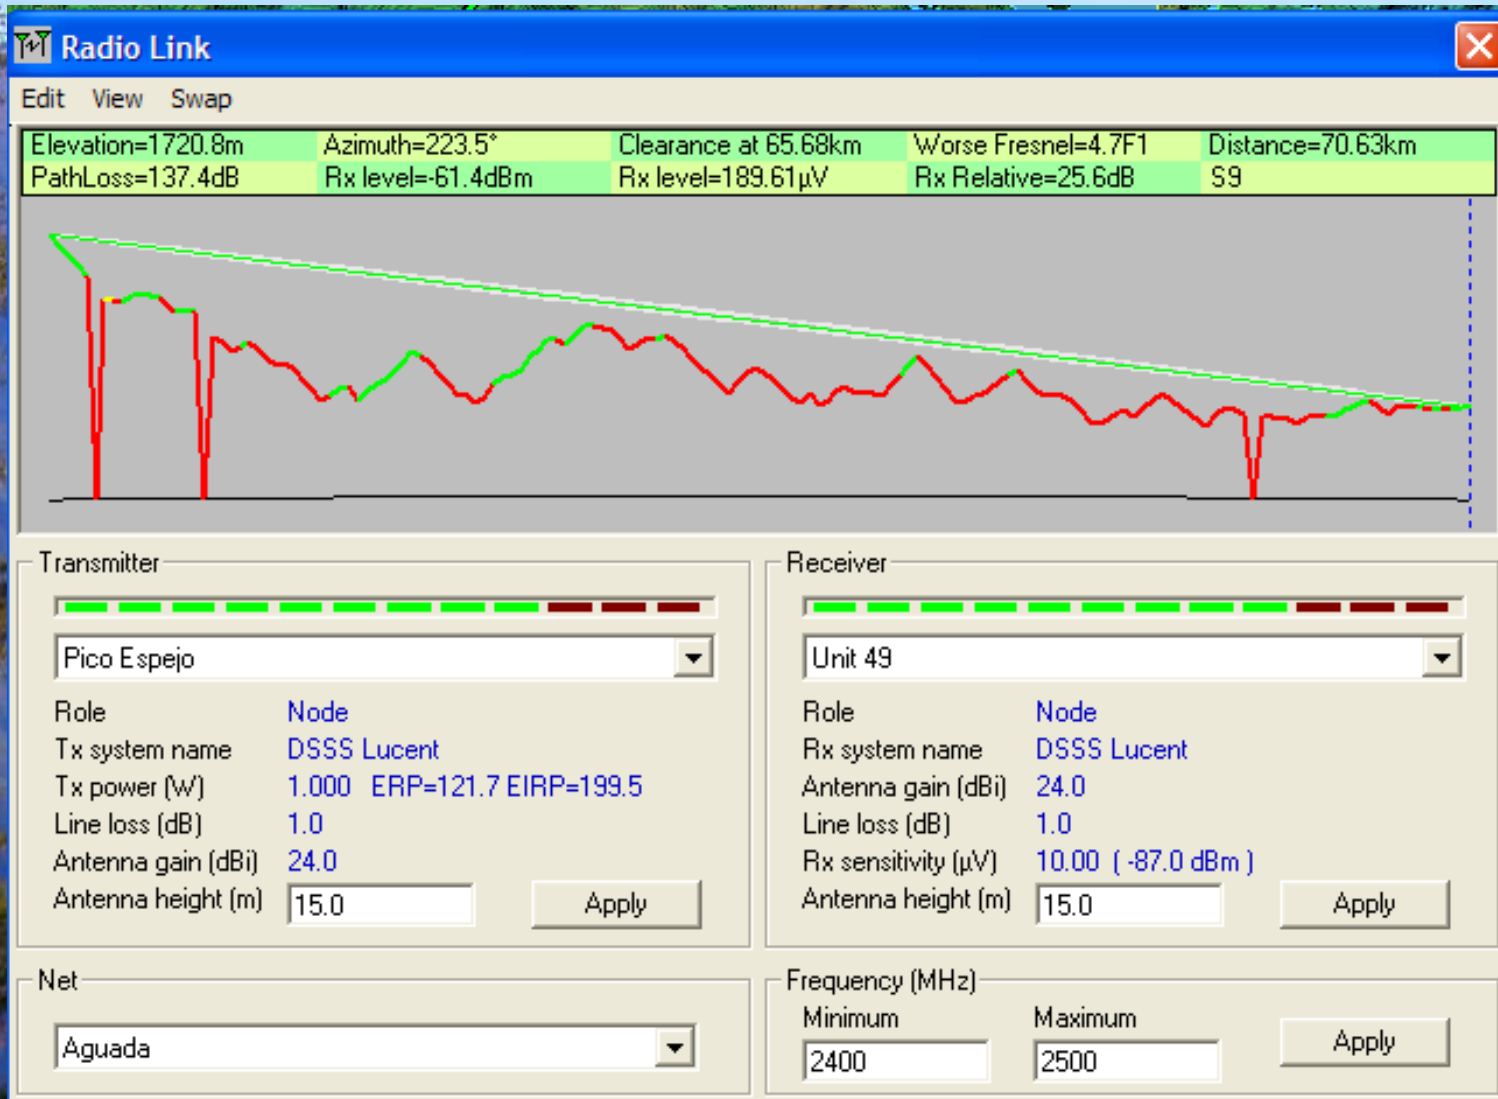 Radio Link
Edit View Swap
Elevation=1720.8m Azimuth=223.5° Clearance at 65.68km Worse Fresnel=4.7F1 Distance=70.63km
PathLoss=137.4dB Rx level=-61.4dBm Rx level=189.61µV Rx Relative=25.6dB S9
Transmitter
Pico Espejo
Role Node
Tx system name DSSS Lucent
Tx power (W) 1.000 ERP=121.7 EIRP=199.5
Line loss (dB) 1.0
Antenna gain (dBi) 24.0
Antenna height (m) 15.0 Apply
Receiver
Unit 49
Role Node
Rx system name DSSS Lucent
Antenna gain (dBi) 24.0
Line loss (dB) 1.0
Rx sensitivity (µV) 10.00 ( -87.0 dBm )
Antenna height (m) 15.0 Apply
Net
Aguada
Frequency (MHz)
Minimum Maximum
2400 2500 Apply